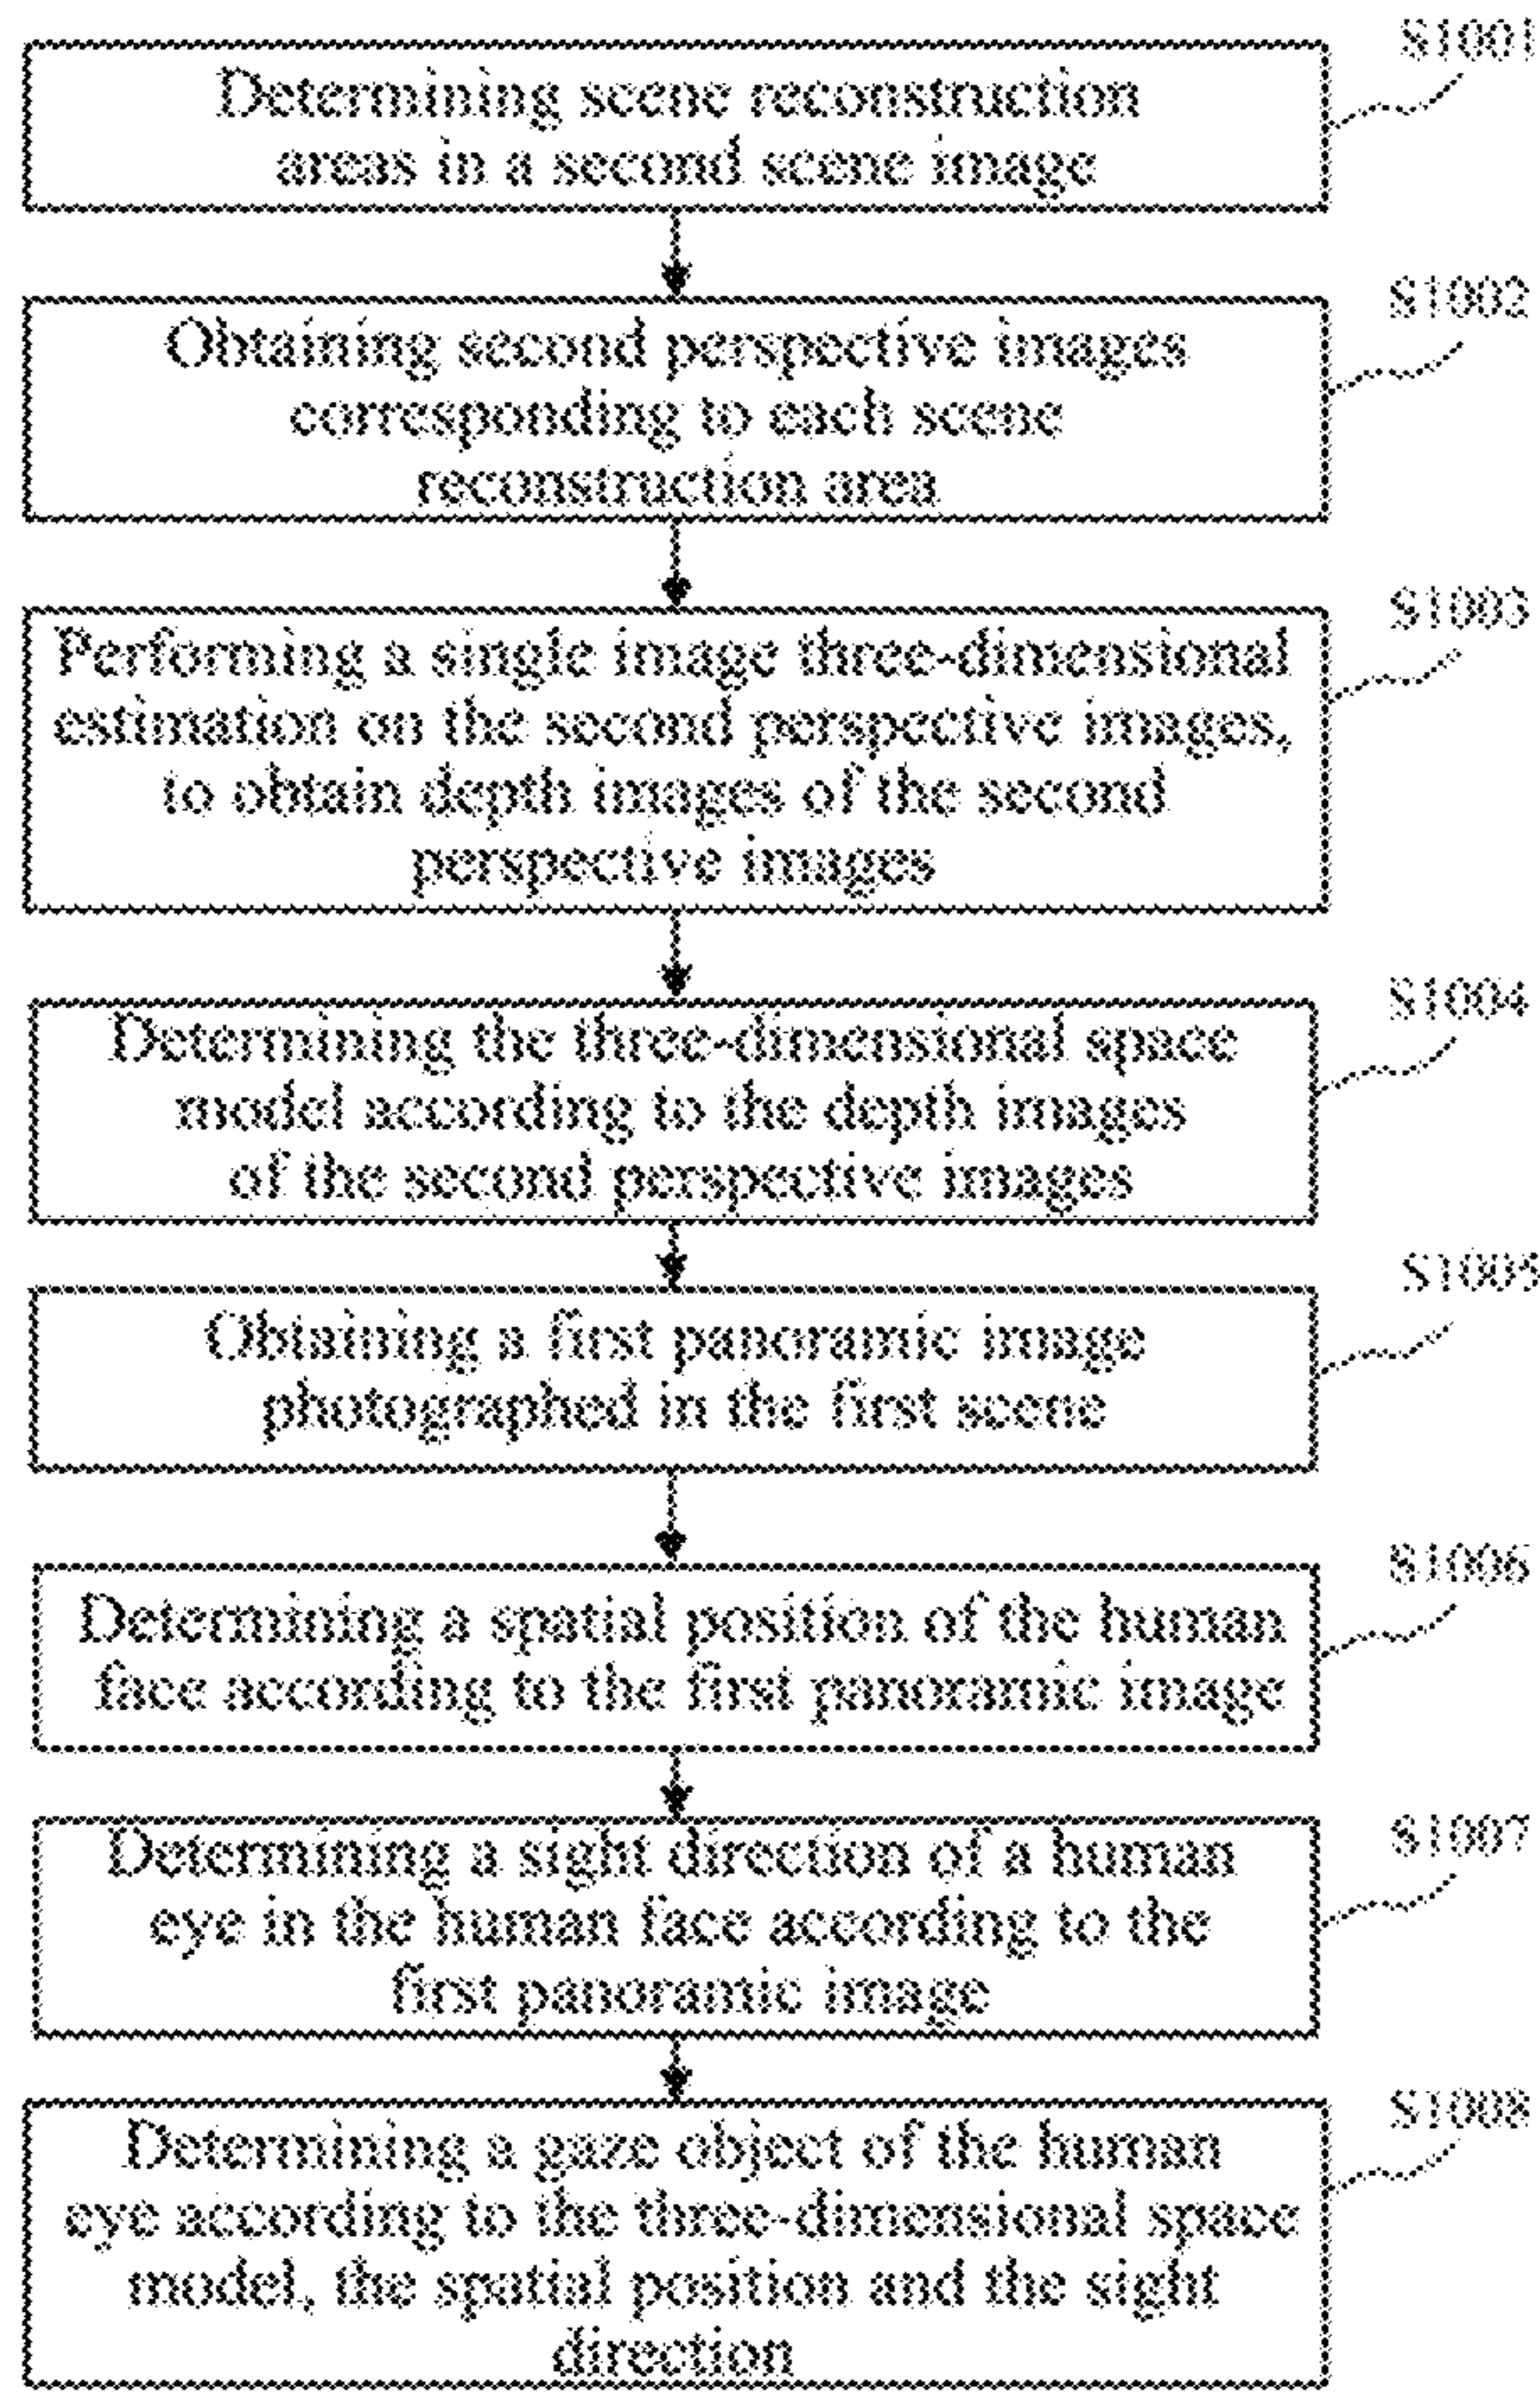 S1001
Determining scene reconstruction
areas in a second scene image
S1002
Obtaining second perspective images
corresponding to each scene
reconstruction area
S1003
Performing a single image three-dimensional
estimation on the second perspective images,
to obtain depth images of the second
perspective images
S1004
Determining the three-dimensional space
model according to the depth images
of the second perspective images
S1005
Obtaining a first panoramic image
photographed in the first scene
S1006
Determining a spatial position of the human
face according to the first panoramic image
S1007
Determining a sight direction of a human
eye in the human face according to the
first panoramic image
S1008
Determining a gaze object of the human
eye according to the three-dimensional space
model, the spatial position and the sight
direction